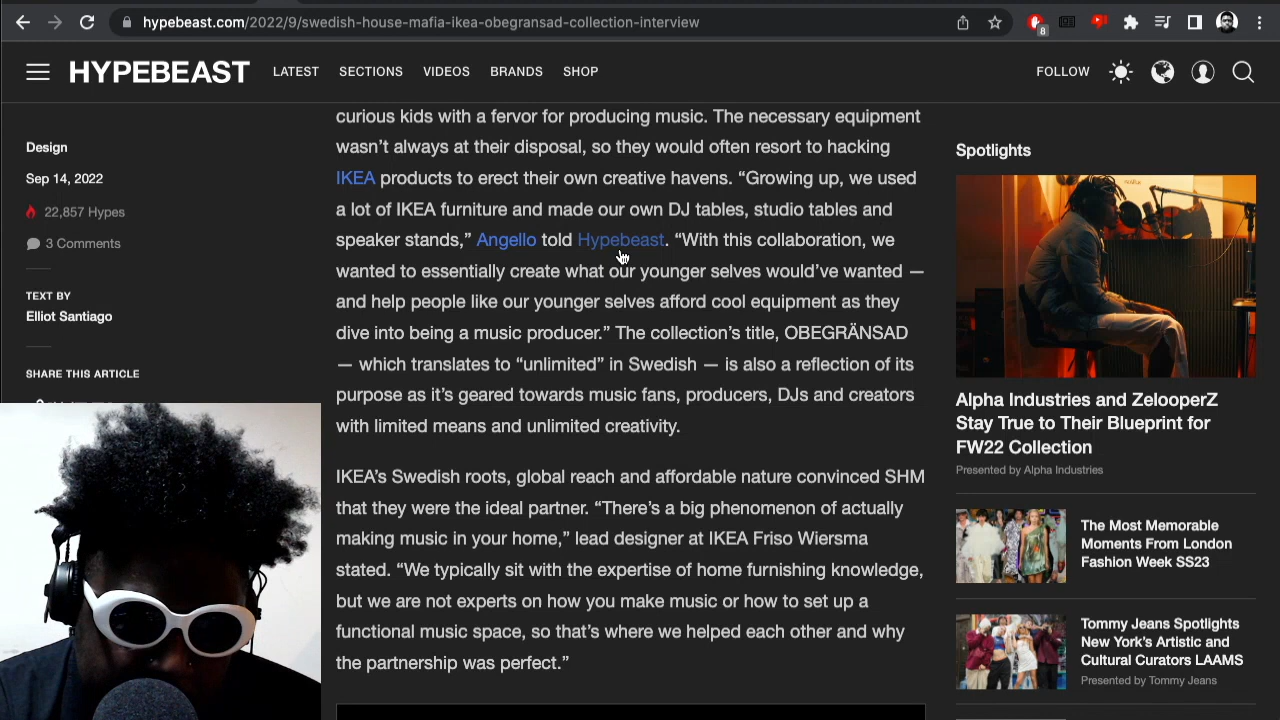 hypebeast.com/2022/9/swedish-house-mafia-ikea-obegransad-collection-interview
8
HYPEBEAST
LATEST
SECTIONS
VIDEOS
BRANDS
SHOP
FOLLOW
Design
Sep 14, 2022
22,857 Hypes
3 Comments
TEXT BY
Elliot Santiago
SHARE THIS ARTICLE
curious kids with a fervor for producing music. The necessary equipment
wasn’t always at their disposal, so they would often resort to hacking
IKEA products to erect their own creative havens. “Growing up, we used
a lot of IKEA furniture and made our own DJ tables, studio tables and
speaker stands,” Angello told Hypebeast. “With this collaboration, we
wanted to essentially create what our younger selves would’ve wanted —
and help people like our younger selves afford cool equipment as they
dive into being a music producer.” The collection’s title, OBEGRÄNSAD
— which translates to “unlimited” in Swedish — is also a reflection of its
purpose as it’s geared towards music fans, producers, DJs and creators
with limited means and unlimited creativity.
IKEA’s Swedish roots, global reach and affordable nature convinced SHM
that they were the ideal partner. “There’s a big phenomenon of actually
making music in your home,” lead designer at IKEA Friso Wiersma
stated. “We typically sit with the expertise of home furnishing knowledge,
but we are not experts on how you make music or how to set up a
functional music space, so that’s where we helped each other and why
the partnership was perfect.”
Spotlights
Alpha Industries and ZelooperZ
Stay True to Their Blueprint for
FW22 Collection
Presented by Alpha Industries
The Most Memorable
Moments From London
Fashion Week SS23
Tommy Jeans Spotlights
New York’s Artistic and
Cultural Curators LAAMS
Presented by Tommy Jeans